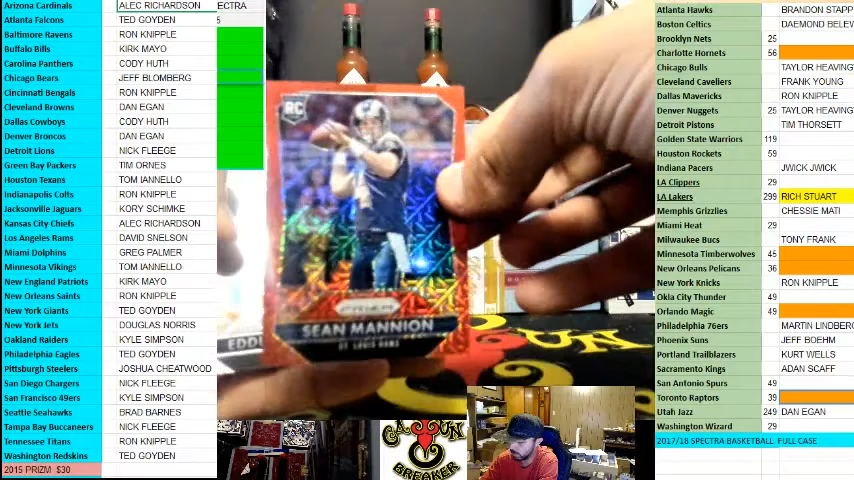 Arizona Cardinals ALEC RICHARDSON ECTRA
Atlanta Falcons TED GOYDEN
Baltimore Ravens RON KNIPPLE
Buffalo Bills KIRK MAYO
Carolina Panthers CODY HUTH
Chicago Bears JEFF BLOMBERG
Cincinnati Bengals RON KNIPPLE
Cleveland Browns DAN EGAN
Dallas Cowboys CODY HUTH
Denver Broncos DAN EGAN
Detroit Lions NICK FLEEGE
Green Bay Packers TIM ORNES
Houston Texans TOM IANNELLO
Indianapolis Colts RON KNIPPLE
Jacksonville Jaguars KORY SCHIMKE
Kansas City Chiefs ALEC RICHARDSON
Los Angeles Rams DAVID SNELSON
Miami Dolphins GREG PALMER
Minnesota Vikings TOM IANNELLO
New England Patriots KIRK MAYO
New Orleans Saints RON KNIPPLE
New York Giants TED GOYDEN
New York Jets DOUGLAS NORRIS
Oakland Raiders KYLE SIMPSON
Philadelphia Eagles TED GOYDEN
Pittsburgh Steelers JOSHUA CHEATWOOD
San Diego Chargers NICK FLEEGE
San Francisco 49ers KYLE SIMPSON
Seattle Seahawks BRAD BARNES
Tampa Bay Buccaneers NICK FLEEGE
Tennessee Titans RON KNIPPLE
Washington Redskins TED GOYDEN
2015 PRIZM $30
RC
PRIZM
SEAN MANNION
ST. LOUIS RAMS
EDDI
CAJUN
BREAKER
Atlanta Hawks BRANDON STAPP
Boston Celtics DAEMOND BELEW
Brooklyn Nets 25
Charlotte Hornets 56
Chicago Bulls TAYLOR HEAVING
Cleveland Caveliers FRANK YOUNG
Dallas Mavericks RON KNIPPLE
Denver Nuggets 25 TAYLOR HEAVING
Detroit Pistons TIM THORSETT
Golden State Warriors 119
Houston Rockets 59
Indiana Pacers JWICK JWICK
LA Clippers 29
LA Lakers 299 RICH STUART
Memphis Grizzlies CHESSIE MATI
Miami Heat 29
Milwaukee Bucs TONY FRANK
Minnesota Timberwolves 45
New Orleans Pelicans 36
New York Knicks RON KNIPPLE
Okla City Thunder 49
Orlando Magic 49
Philadelphia 76ers MARTIN LINDBERG
Phoenix Suns JEFF BOEHM
Portland Trailblazers KURT WELLS
Sacramento Kings ADAN SCAFF
San Antonio Spurs 49
Toronto Raptors 39
Utah Jazz 249 DAN EGAN
Washington Wizard 29
2017/18 SPECTRA BASKETBALL FULL CASE